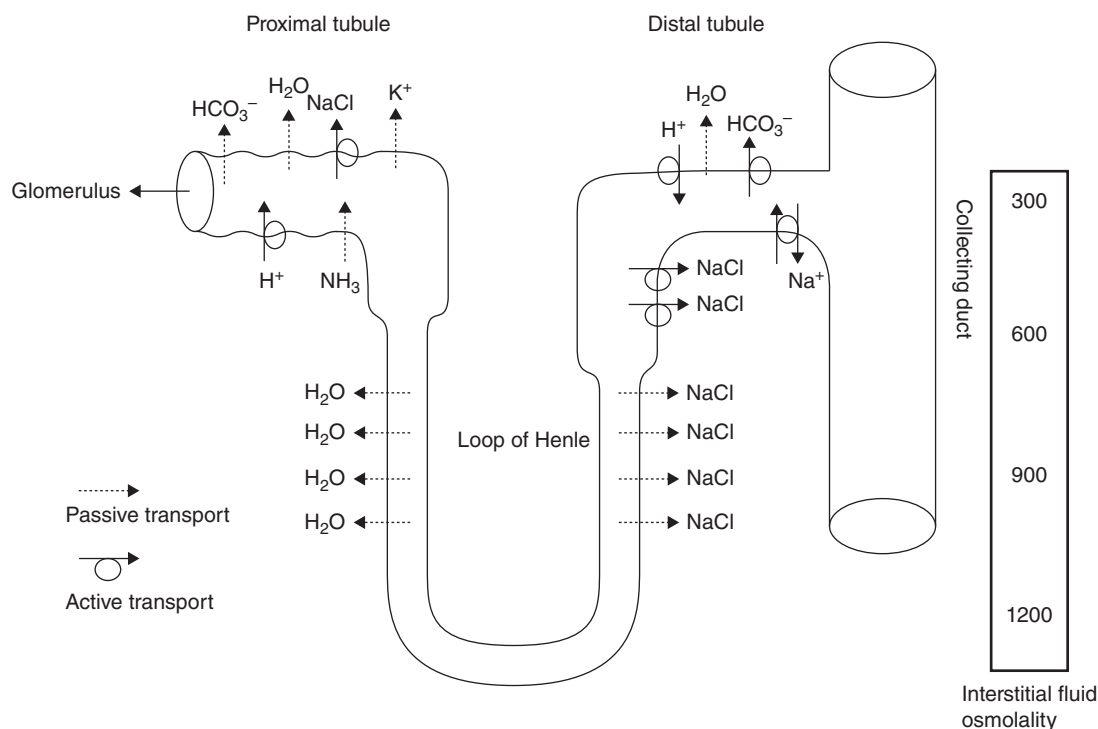 Proximal tubule
Distal tubule
HCO₃⁻
H₂O
NaCl
K⁺
H⁺
H₂O
HCO₃⁻
Glomerulus
H⁺
NH₃
NaCl
NaCl
Na⁺
Collecting duct
300
600
900
1200
H₂O
H₂O
H₂O
H₂O
Loop of Henle
NaCl
NaCl
NaCl
NaCl
Passive transport
Active transport
Interstitial fluid
osmolality